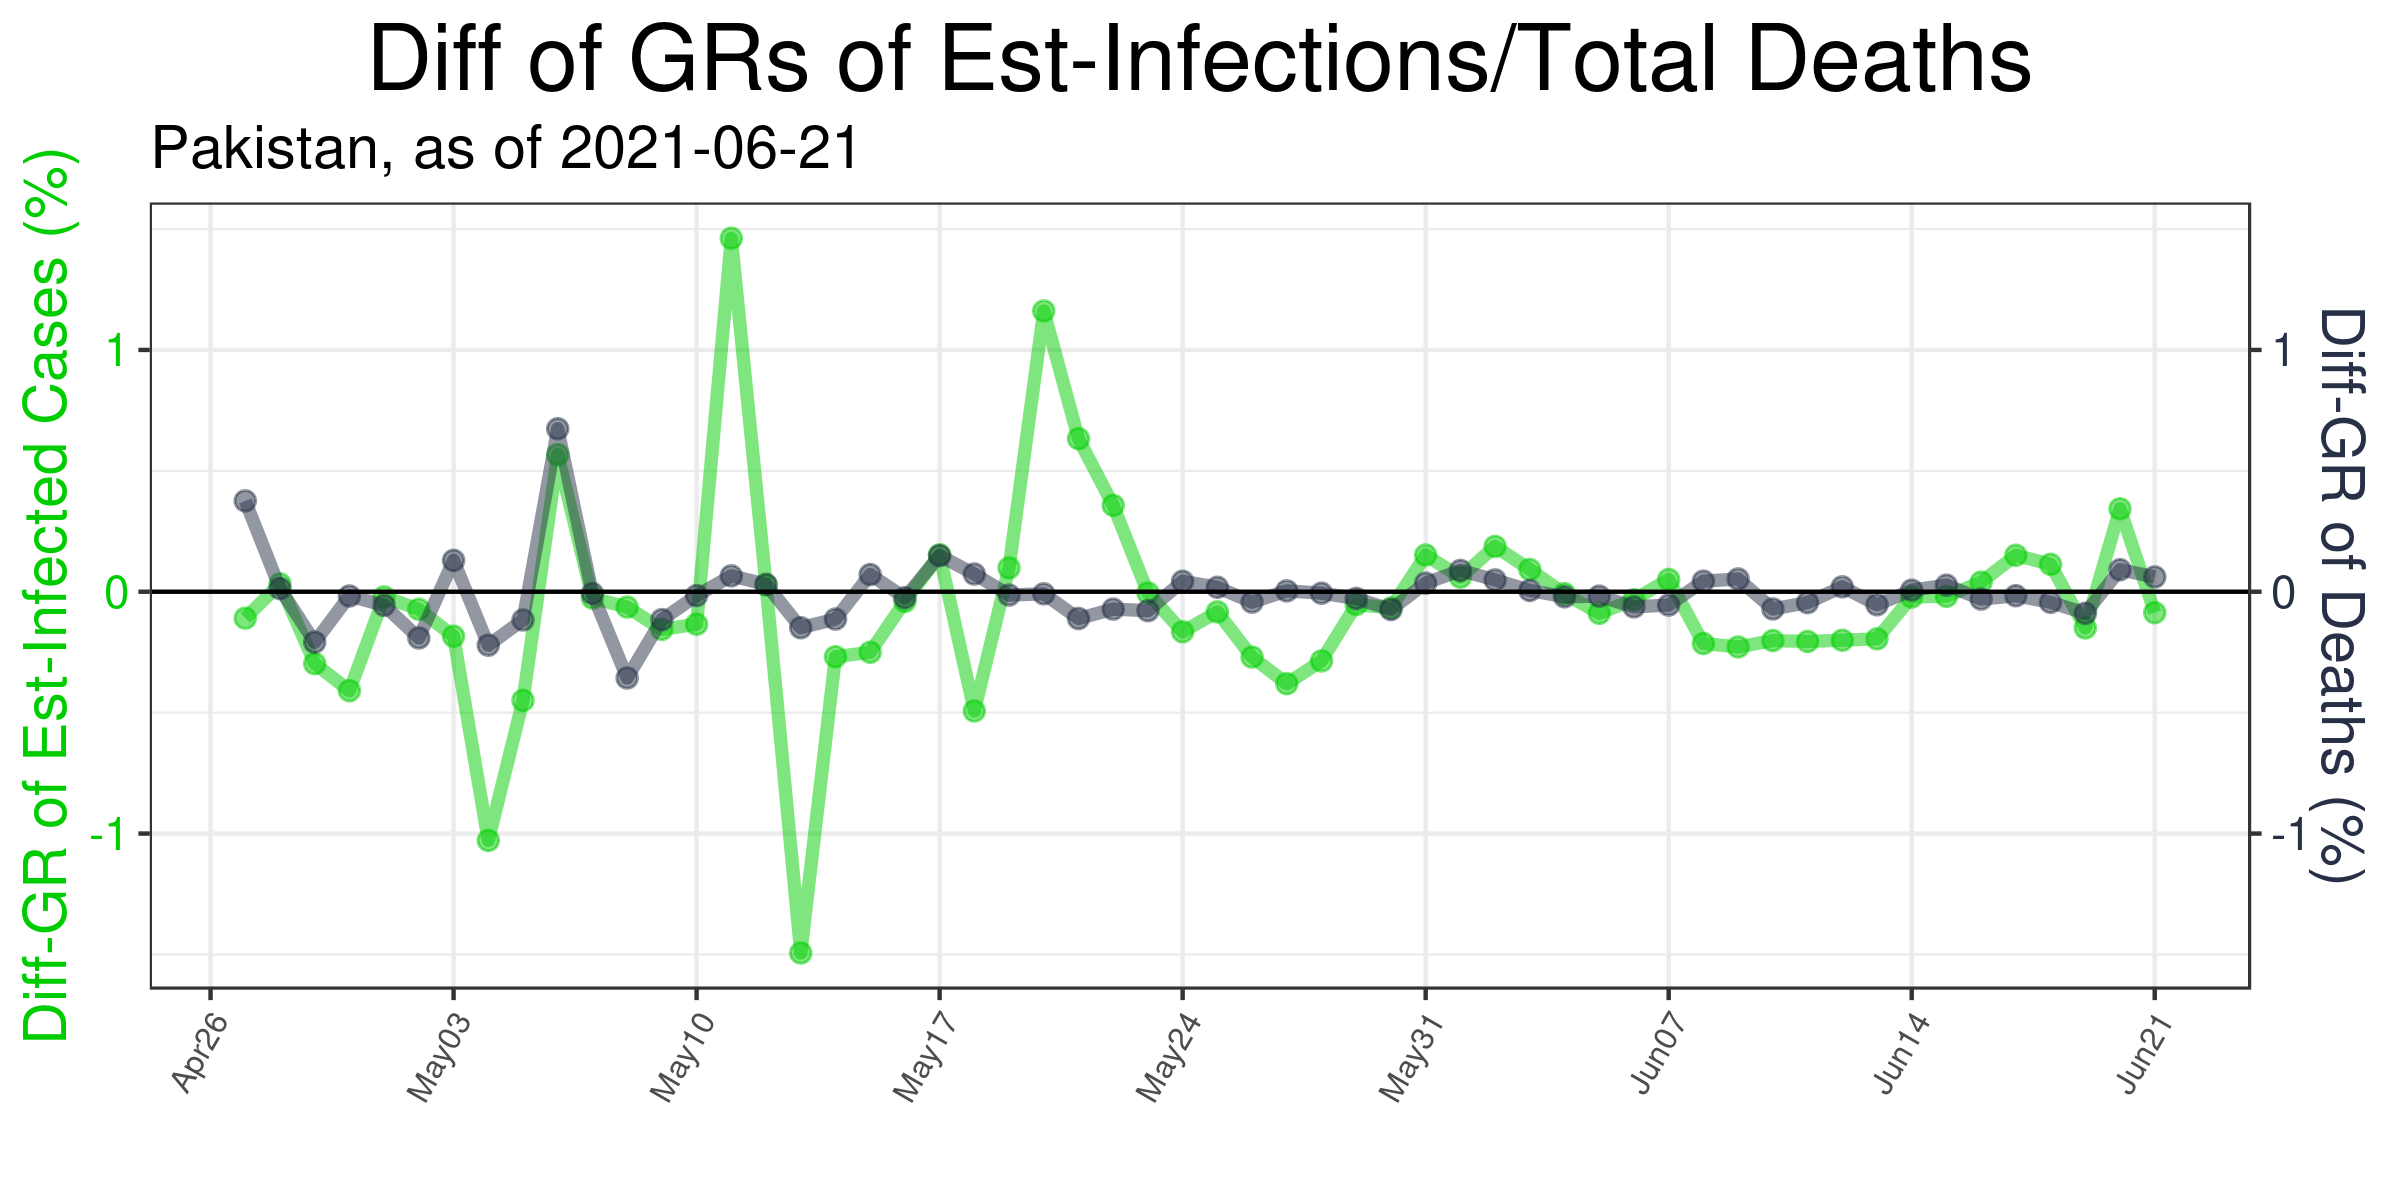 Diff of GRs of Est-Infections/Total Deaths
Pakistan, as of 2021-06-21
Diff-GR of Est-Infected Cases (%)
1
0
-1
1
0
-1
Diff-GR of Deaths (%)
Apr26
May03
May10
May17
May24
May31
Jun07
Jun14
Jun21